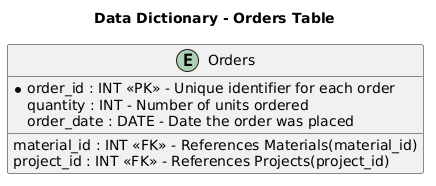 Data Dictionary - Orders Table
E Orders
order_id : INT «PK» - Unique identifier for each order
quantity : INT - Number of units ordered
order_date : DATE - Date the order was placed
material_id : INT «FK» - References Materials(material_id)
project_id : INT «FK» - References Projects(project_id)